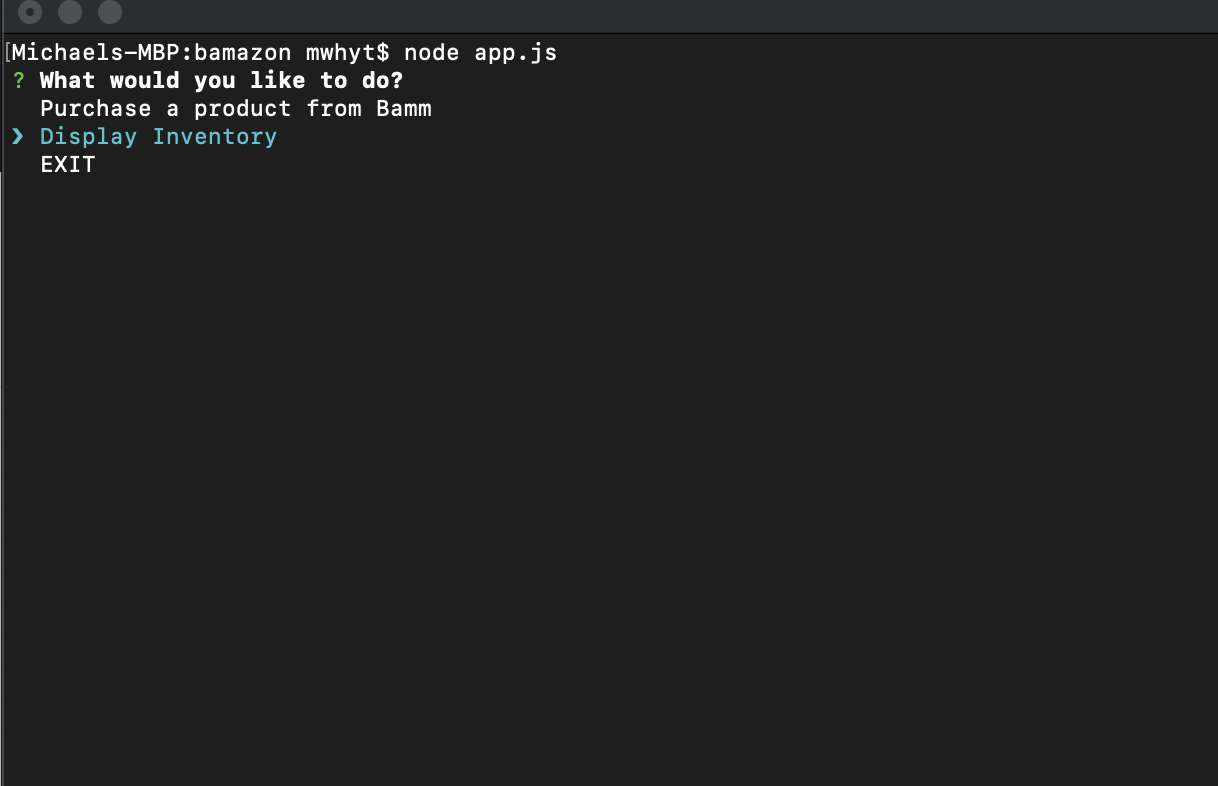 [Michaels-MBP:bamazon mwhyt$ node app.js
? What would you like to do?
Purchase a product from Bamm
❯ Display Inventory
EXIT